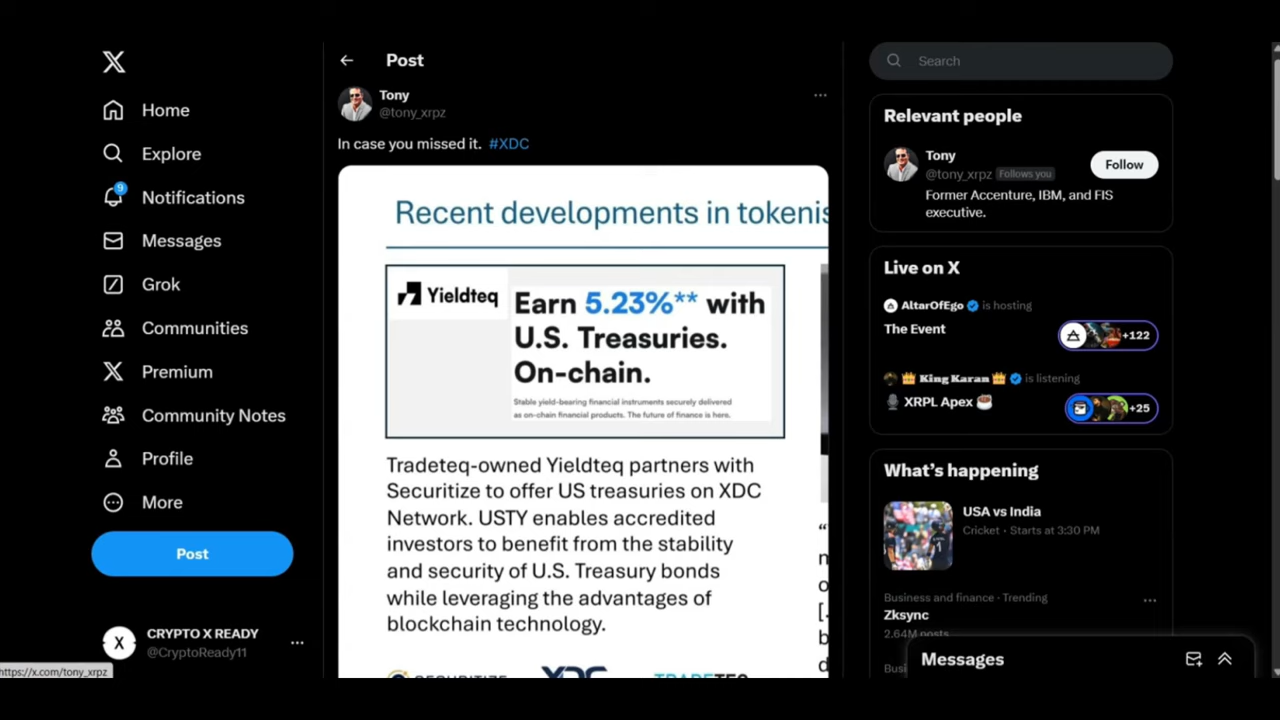 Home
Explore
9
Notifications
Messages
Grok
Communities
Premium
Community Notes
Profile
More
Post
CRYPTO X READY
@CryptoReady11
https://x.com/tony_xrpz
Post
Tony
@tony_xrpz
In case you missed it. #XDC
Recent developments in tokenis
Yieldteq
Earn 5.23%** with
U.S. Treasuries.
On-chain.
Stable yield-bearing financial instruments securely delivered
as on-chain financial products. The future of finance is here.
Tradeteq-owned Yieldteq partners with
Securitize to offer US treasuries on XDC
Network. USTY enables accredited
investors to benefit from the stability
and security of U.S. Treasury bonds
while leveraging the advantages of
blockchain technology.
SECURITIZE XDC TRADETEQ
Search
Relevant people
Tony
@tony_xrpz Follows you
Follow
Former Accenture, IBM, and FIS
executive.
Live on X
AltarOfEgo is hosting
The Event
+122
King Karan is listening
XRPL Apex
+25
What's happening
USA vs India
Cricket · Starts at 3:30 PM
Business and finance · Trending
Zksync
2.64M posts
Busi
Messages